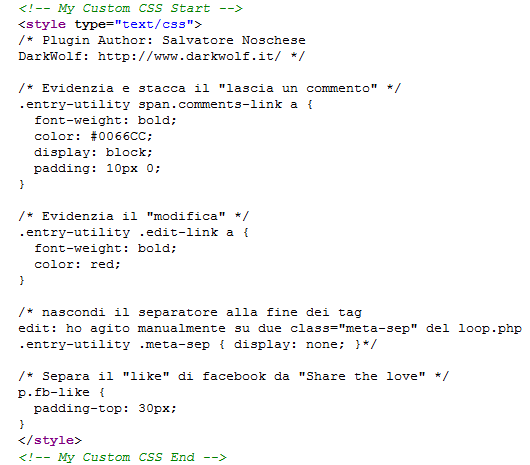 <!-- My Custom CSS Start -->
<style type="text/css">
/* Plugin Author: Salvatore Noschese
DarkWolf: http://www.darkwolf.it/ */

/* Evidenzia e stacca il "lascia un commento" */
.entry-utility span.comments-link a {
  font-weight: bold;
  color: #0066CC;
  display: block;
  padding: 10px 0;
}

/* Evidenzia il "modifica" */
.entry-utility .edit-link a {
  font-weight: bold;
  color: red;
}

/* nascondi il separatore alla fine dei tag
edit: ho agito manualmente su due class="meta-sep" del loop.php
.entry-utility .meta-sep { display: none; }*/

/* Separa il "like" di facebook da "Share the love" */
p.fb-like {
  padding-top: 30px;
}
</style>
<!-- My Custom CSS End -->